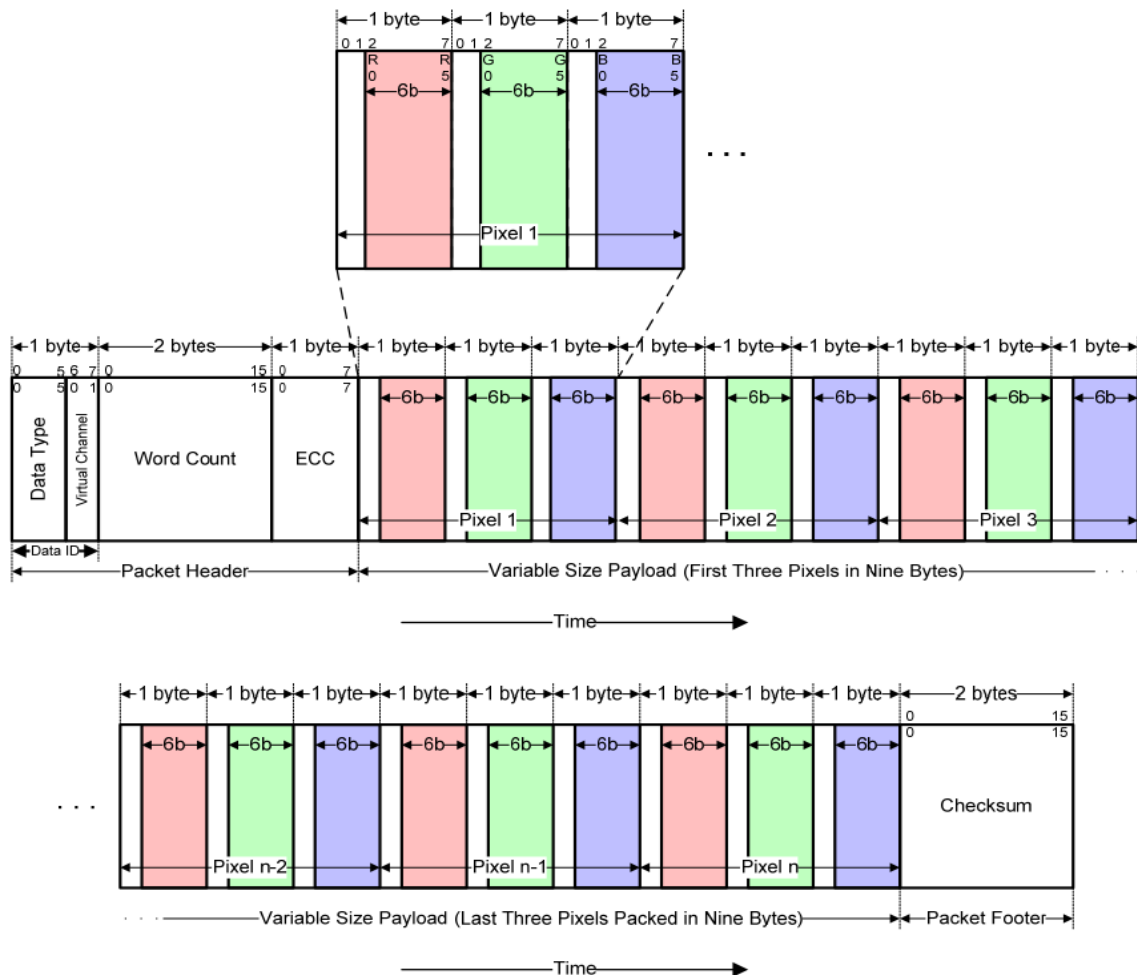 1 byte 1 byte 1 byte
0 1 2 7 0 1 2 7 0 1 2 7
R R G G B B
0 5 0 5 0 5
6b 6b 6b
. . .
Pixel 1
1 byte 2 bytes 1 byte 1 byte 1 byte 1 byte 1 byte 1 byte 1 byte 1 byte 1 byte 1 byte
0 5 6 7 0 15 0 7
0 5 0 1 0 15 0 7
6b 6b 6b 6b 6b 6b 6b 6b 6b
Data Type
Virtual Channel
Word Count
ECC
Pixel 1 Pixel 2 Pixel 3
Data ID
Packet Header Variable Size Payload (First Three Pixels in Nine Bytes) . . .
Time
1 byte 1 byte 1 byte 1 byte 1 byte 1 byte 1 byte 1 byte 1 byte 2 bytes
0 15
0 15
6b 6b 6b 6b 6b 6b 6b 6b 6b
. . .
Checksum
Pixel n-2 Pixel n-1 Pixel n
. . . Variable Size Payload (Last Three Pixels Packed in Nine Bytes) Packet Footer
Time